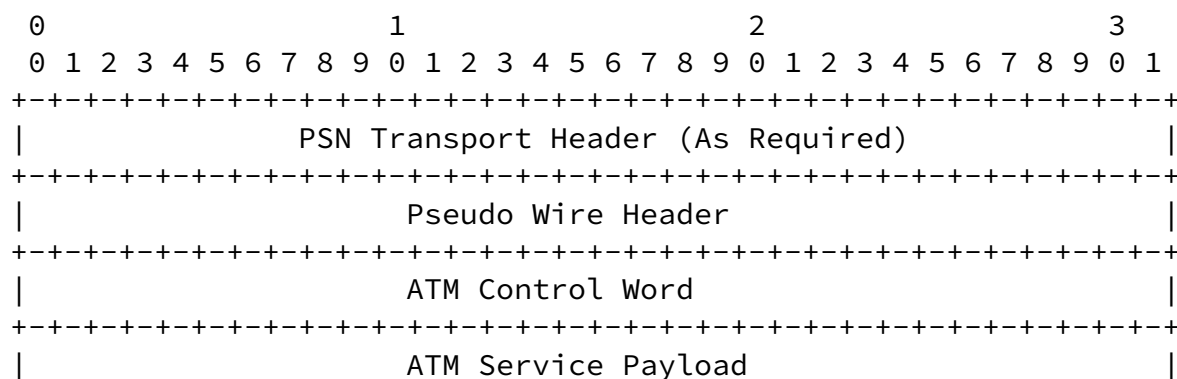 0                   1                   2                   3
 0 1 2 3 4 5 6 7 8 9 0 1 2 3 4 5 6 7 8 9 0 1 2 3 4 5 6 7 8 9 0 1
+-+-+-+-+-+-+-+-+-+-+-+-+-+-+-+-+-+-+-+-+-+-+-+-+-+-+-+-+-+-+-+-+
|               PSN Transport Header (As Required)              |
+-+-+-+-+-+-+-+-+-+-+-+-+-+-+-+-+-+-+-+-+-+-+-+-+-+-+-+-+-+-+-+-+
|                     Pseudo Wire Header                        |
+-+-+-+-+-+-+-+-+-+-+-+-+-+-+-+-+-+-+-+-+-+-+-+-+-+-+-+-+-+-+-+-+
|                     ATM Control Word                          |
+-+-+-+-+-+-+-+-+-+-+-+-+-+-+-+-+-+-+-+-+-+-+-+-+-+-+-+-+-+-+-+-+
|                     ATM Service Payload                       |